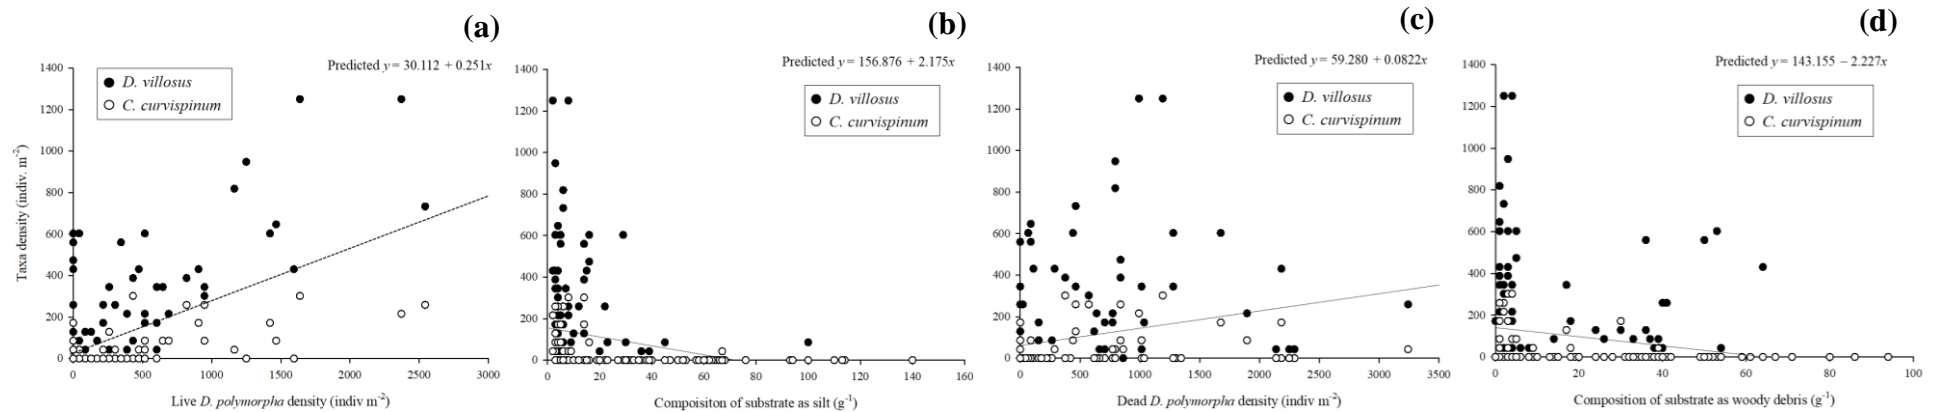 (a)
Predicted y = 30.112 + 0.251x
D. villosus
C. curvispinum
1400
1200
1000
800
600
400
200
0
Taxa density (indiv. m-2)
0 500 1000 1500 2000 2500 3000
Live D. polymorpha density (indiv m-2)
(b)
Predicted y = 156.876 + 2.175x
D. villosus
C. curvispinum
1400
1200
1000
800
600
400
200
0
0 20 40 60 80 100 120 140 160
Compoisiton of substrate as silt (g-1)
(c)
Predicted y = 59.280 + 0.0822x
D. villosus
C. curvispinum
1400
1200
1000
800
600
400
200
0
0 500 1000 1500 2000 2500 3000 3500
Dead D. polymorpha density (indiv m-2)
(d)
Predicted y = 143.155 − 2.227x
D. villosus
C. curvispinum
1400
1200
1000
800
600
400
200
0
0 20 40 60 80 100
Composition of substrate as woody debris (g-1)